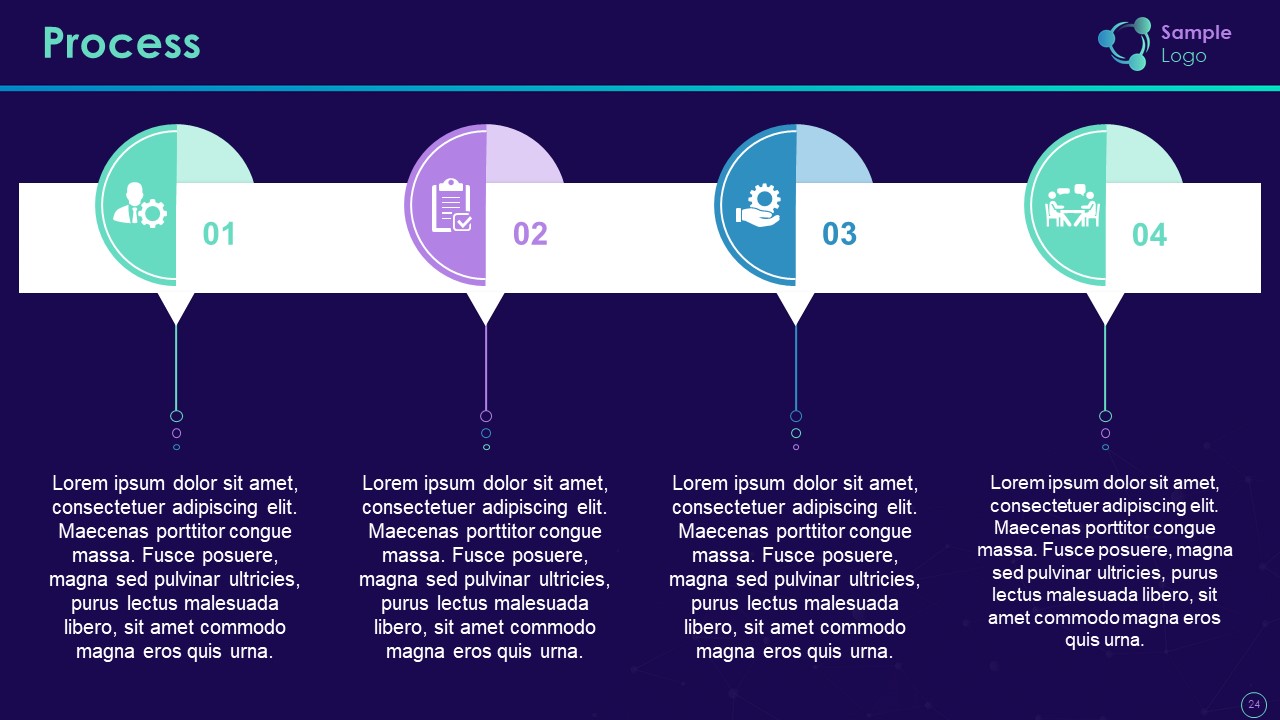 Process
Sample
Logo
01
02
03
04
Lorem ipsum dolor sit amet,
consectetuer adipiscing elit.
Maecenas porttitor congue
massa. Fusce posuere,
magna sed pulvinar ultricies,
purus lectus malesuada
libero, sit amet commodo
magna eros quis urna.
Lorem ipsum dolor sit amet,
consectetuer adipiscing elit.
Maecenas porttitor congue
massa. Fusce posuere,
magna sed pulvinar ultricies,
purus lectus malesuada
libero, sit amet commodo
magna eros quis urna.
Lorem ipsum dolor sit amet,
consectetuer adipiscing elit.
Maecenas porttitor congue
massa. Fusce posuere,
magna sed pulvinar ultricies,
purus lectus malesuada
libero, sit amet commodo
magna eros quis urna.
Lorem ipsum dolor sit amet,
consectetuer adipiscing elit.
Maecenas porttitor congue
massa. Fusce posuere, magna
sed pulvinar ultricies, purus
lectus malesuada libero, sit
amet commodo magna eros
quis urna.
24